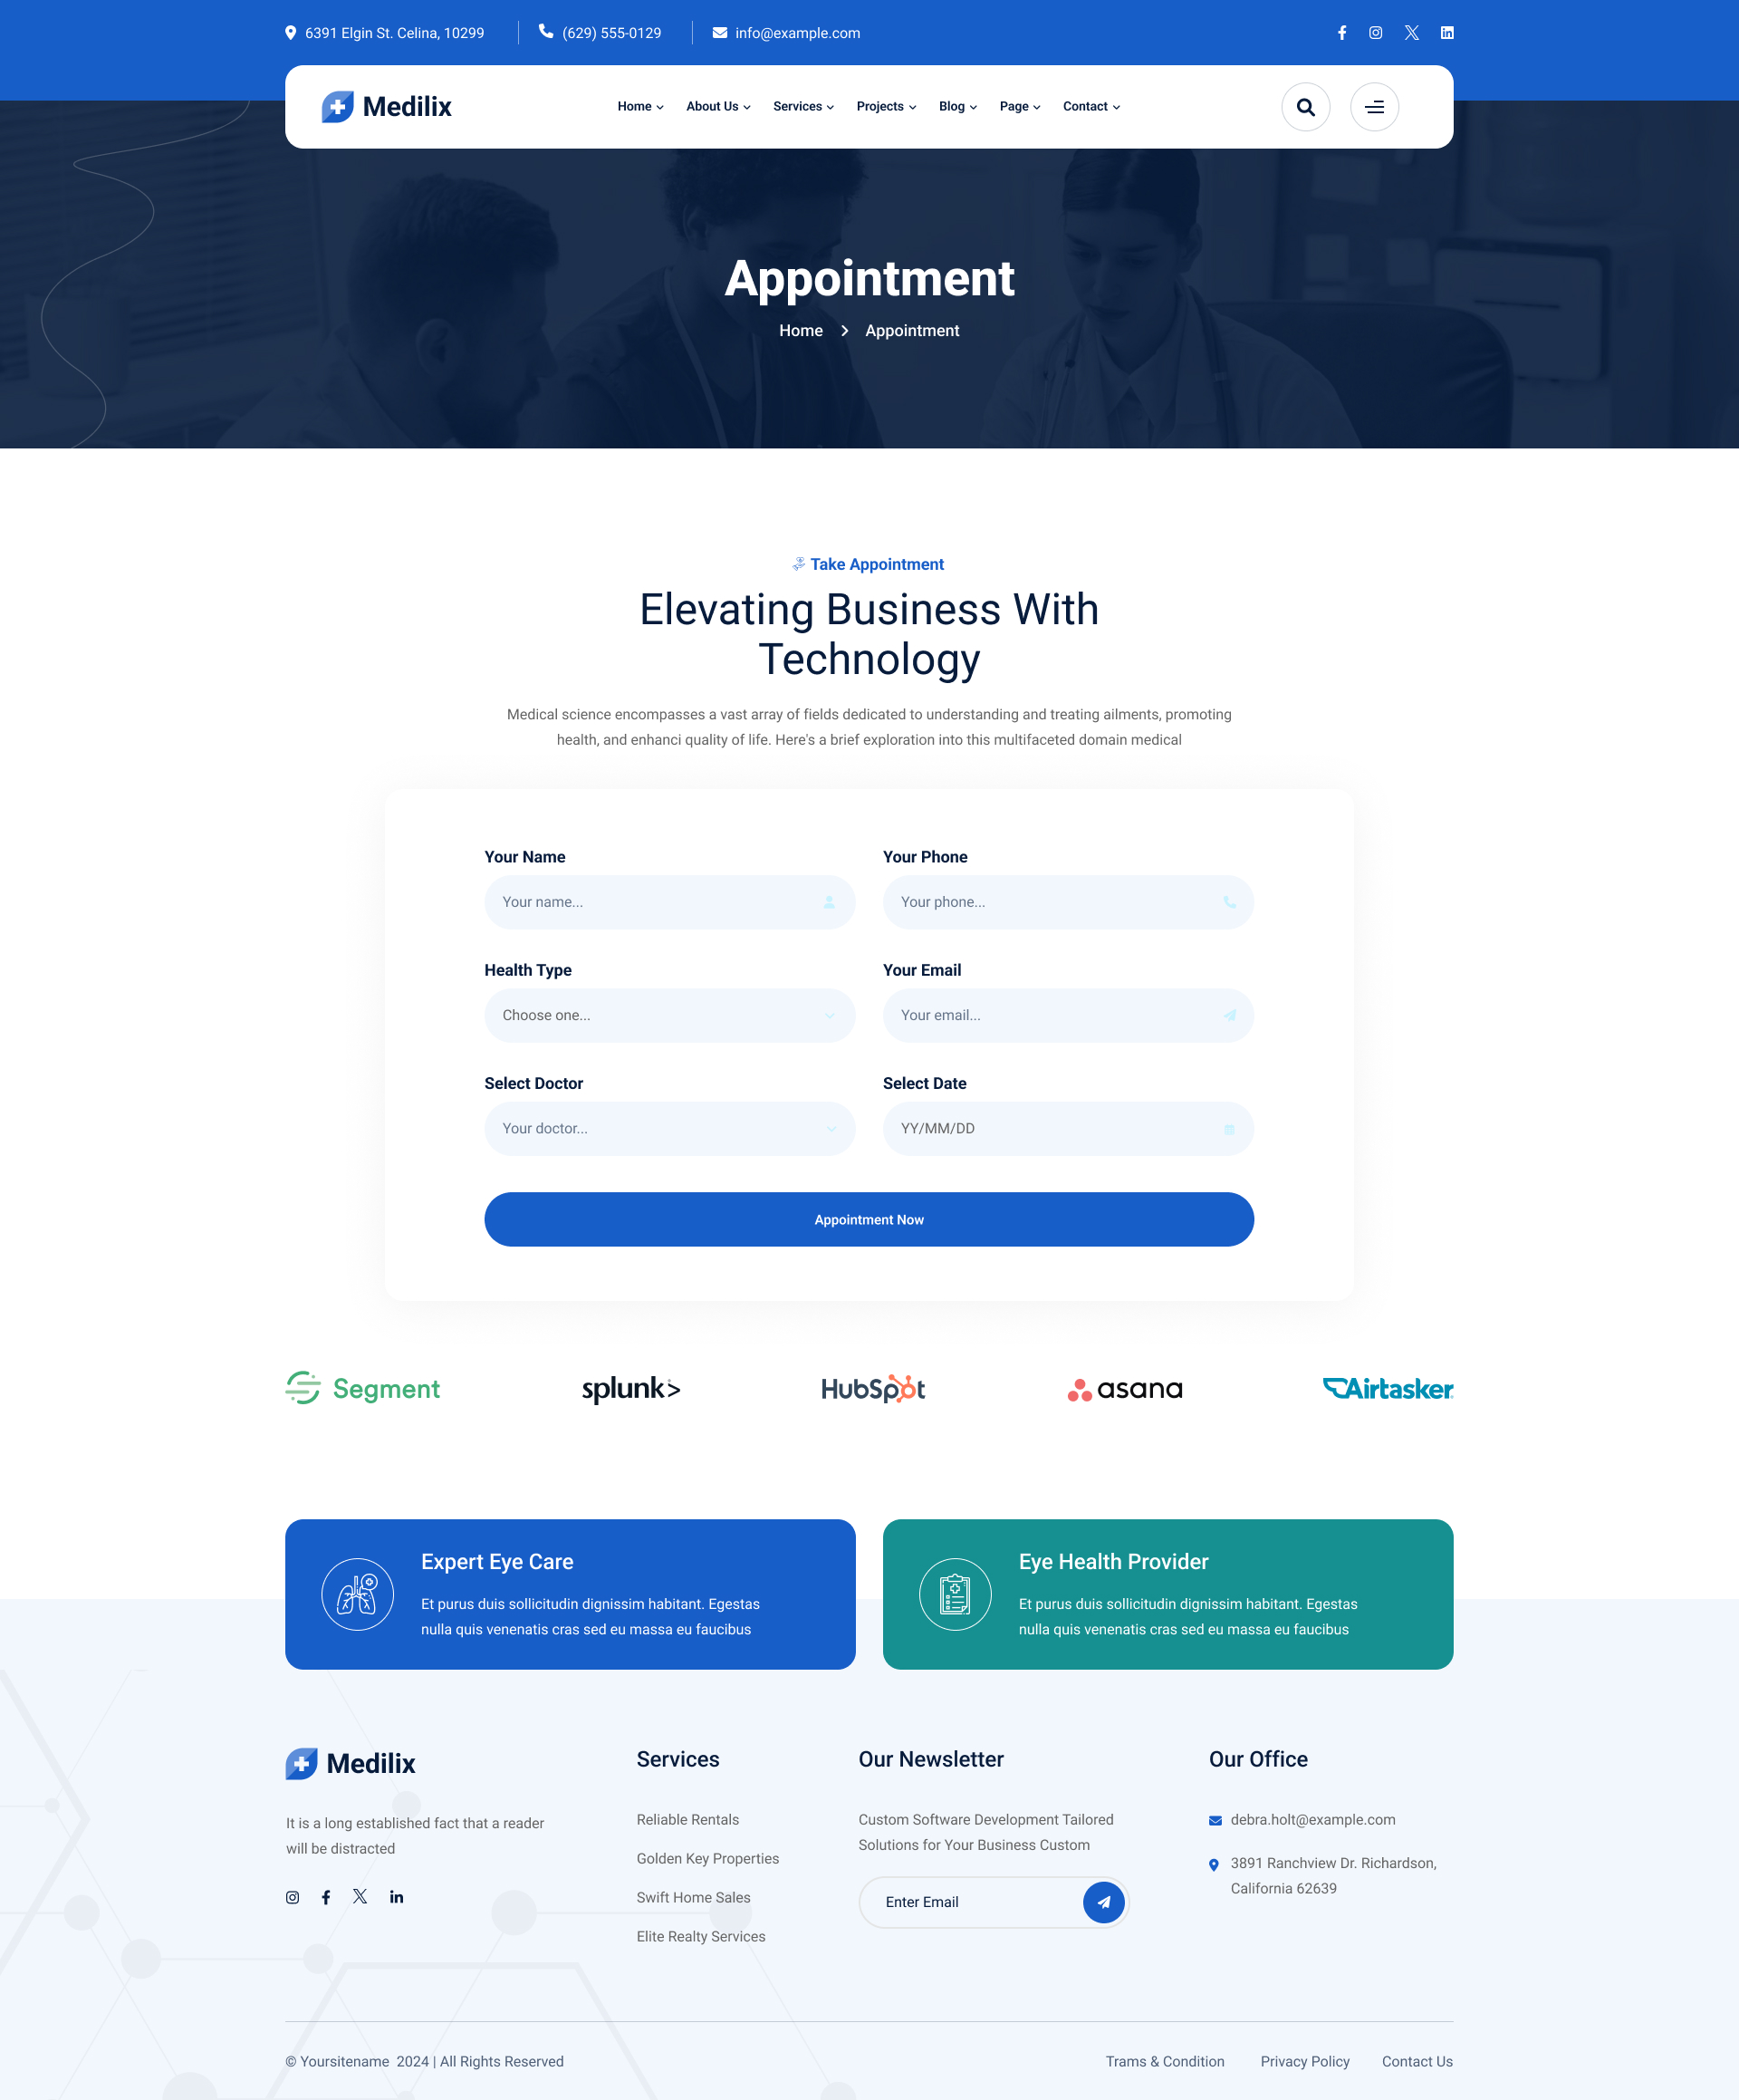 6391 Elgin St. Celina, 10299
(629) 555-0129
info@example.com
Medilix
Home
About Us
Services
Projects
Blog
Page
Contact
Appointment
Home
Appointment
Take Appointment
Elevating Business With
Technology
Medical science encompasses a vast array of fields dedicated to understanding and treating ailments, promoting
health, and enhanci quality of life. Here's a brief exploration into this multifaceted domain medical
Your Name
Your Phone
Your name...
Your phone...
Health Type
Your Email
Choose one...
Your email...
Select Doctor
Select Date
Your doctor...
YY/MM/DD
Appointment Now
Segment
splunk>
HubSpot
asana
Airtasker
Expert Eye Care
Et purus duis sollicitudin dignissim habitant. Egestas
nulla quis venenatis cras sed eu massa eu faucibus
Eye Health Provider
Et purus duis sollicitudin dignissim habitant. Egestas
nulla quis venenatis cras sed eu massa eu faucibus
Medilix
It is a long established fact that a reader
will be distracted
Services
Reliable Rentals
Golden Key Properties
Swift Home Sales
Elite Realty Services
Our Newsletter
Custom Software Development Tailored
Solutions for Your Business Custom
Enter Email
Our Office
debra.holt@example.com
3891 Ranchview Dr. Richardson,
California 62639
© Yoursitename  2024 | All Rights Reserved
Trams & Condition
Privacy Policy
Contact Us